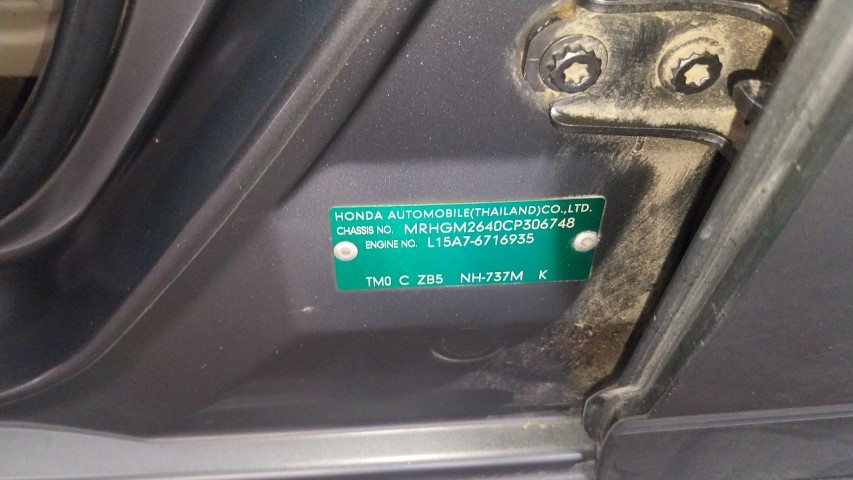 HONDA AUTOMOBILE(THAILAND)CO.,LTD.
CHASSIS NO. MRHGM2640CP306748
ENGINE NO. L15A7-6716935
TM0 C ZB5 NH-737M K